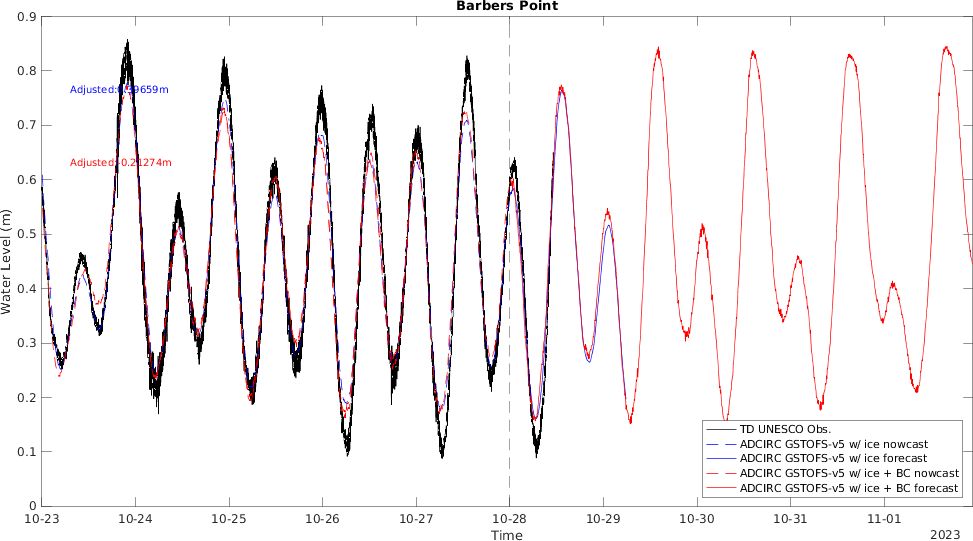 Barbers Point
0.9
0.8
0.7
0.6
0.5
0.4
0.3
0.2
0.1
0
Water Level (m)
Adjusted:
Adjusted:-0.21274m
TD UNESCO Obs.
ADCIRC GSTOFS-v5 w/ ice nowcast
ADCIRC GSTOFS-v5 w/ ice forecast
ADCIRC GSTOFS-v5 w/ ice + BC nowcast
ADCIRC GSTOFS-v5 w/ ice + BC forecast
10-23 10-24 10-25 10-26 10-27 10-28 10-29 10-30 10-31 11-01
Time
2023